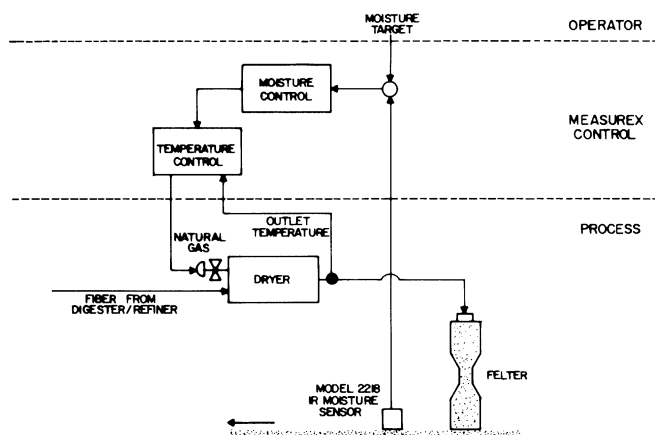 MOISTURE
TARGET
OPERATOR
MOISTURE
CONTROL
MEASUREX
CONTROL
TEMPERATURE
CONTROL
OUTLET
TEMPERATURE
PROCESS
NATURAL
GAS
DRYER
FIBER FROM
DIGESTER/REFINER
FELTER
MODEL 2218
IR MOISTURE
SENSOR